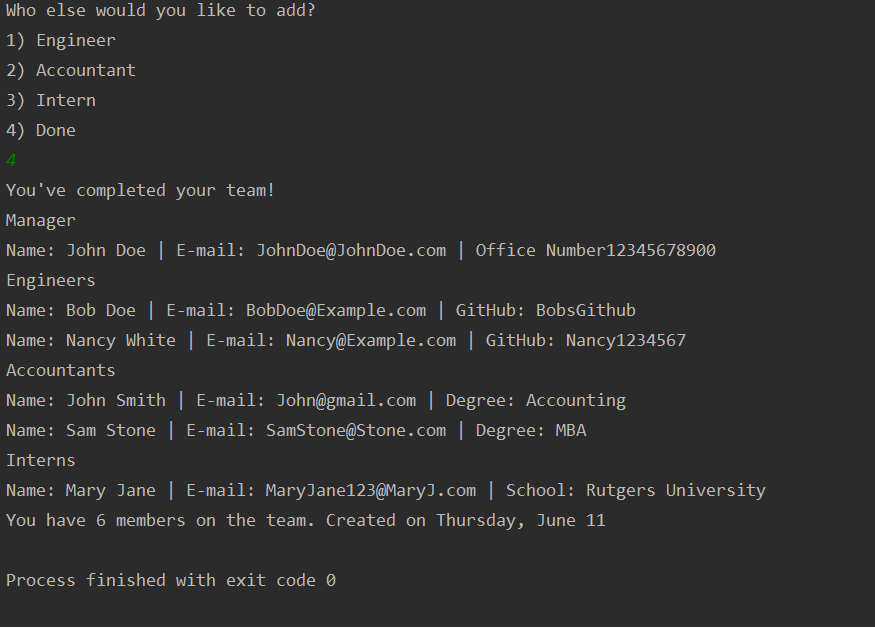 Who else would you like to add?
1) Engineer
2) Accountant
3) Intern
4) Done
4
You've completed your team!
Manager
Name: John Doe | E-mail: JohnDoe@JohnDoe.com | Office Number12345678900
Engineers
Name: Bob Doe | E-mail: BobDoe@Example.com | GitHub: BobsGithub
Name: Nancy White | E-mail: Nancy@Example.com | GitHub: Nancy1234567
Accountants
Name: John Smith | E-mail: John@gmail.com | Degree: Accounting
Name: Sam Stone | E-mail: SamStone@Stone.com | Degree: MBA
Interns
Name: Mary Jane | E-mail: MaryJane123@MaryJ.com | School: Rutgers University
You have 6 members on the team. Created on Thursday, June 11
Process finished with exit code 0